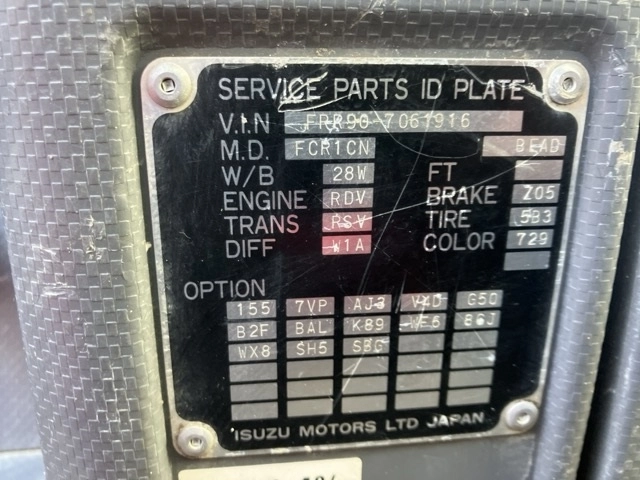 SERVICE PARTS ID PLATE
V.I.N FRR90-7061916
M.D. FCR1CN BEAD
W/B 28W FT
ENGINE RDV BRAKE Z05
TRANS RSV TIRE 5B3
DIFF W1A COLOR 729
OPTION
155 7VP AJ3 V4D G50
B2F BAL K89 86J
WX8 SH5 SBG
ISUZU MOTORS LTD JAPAN